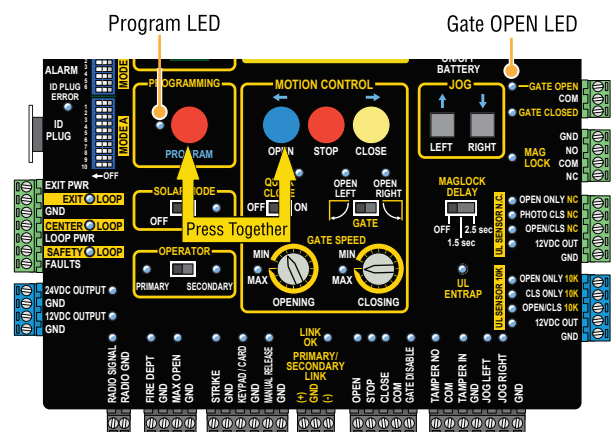 Program LED
Gate OPEN LED
ALARM
ID PLUG
ERROR
ID
PLUG
MODE
MODE A
2
10
OFF
PROGRAMMING
PROGRAM
MOTION CONTROL
OPEN
STOP
CLOSE
ON/OFF
BATTERY
JOG
LEFT
RIGHT
GATE OPEN
COM
GATE CLOSED
GND
MAG
LOCK
NO
COM
NC
EXIT PWR
EXIT LOOP
GND
CENTER LOOP
LOOP PWR
SAFETY LOOP
FAULTS
SOLAR MODE
OFF
Press Together
QUICK
CLOSE
OFF
ON
OPEN
LEFT
OPEN
RIGHT
GATE
MAGLOCK
DELAY
OFF
2.5 sec
1.5 sec
UL SENSOR N.C.
OPEN ONLY NC
PHOTO CLS NC
OPEN/CLS NC
12VDC OUT
GND
OPERATOR
PRIMARY
SECONDARY
GATE SPEED
MIN
MAX
OPENING
MIN
MAX
CLOSING
UL
ENTRAP
UL SENSOR 10K
OPEN ONLY 10K
CLS ONLY 10K
OPEN/CLS 10K
12VDC OUT
GND
24VDC OUTPUT
GND
12VDC OUTPUT
GND
RADIO SIGNAL
RADIO GND
FIRE DEPT
GND
MAX OPEN
GND
STRIKE
GND
KEYPAD/ CARD
GND
MANUAL RELEASE
GND
LINK
OK
PRIMARY/
SECONDARY
LINK
(+)
GND
(-)
OPEN
STOP
CLOSE
COM
GATE DISABLE
TAMPER NO
COM
TAMPER IN
GND
JOG LEFT
JOG RIGHT
GND